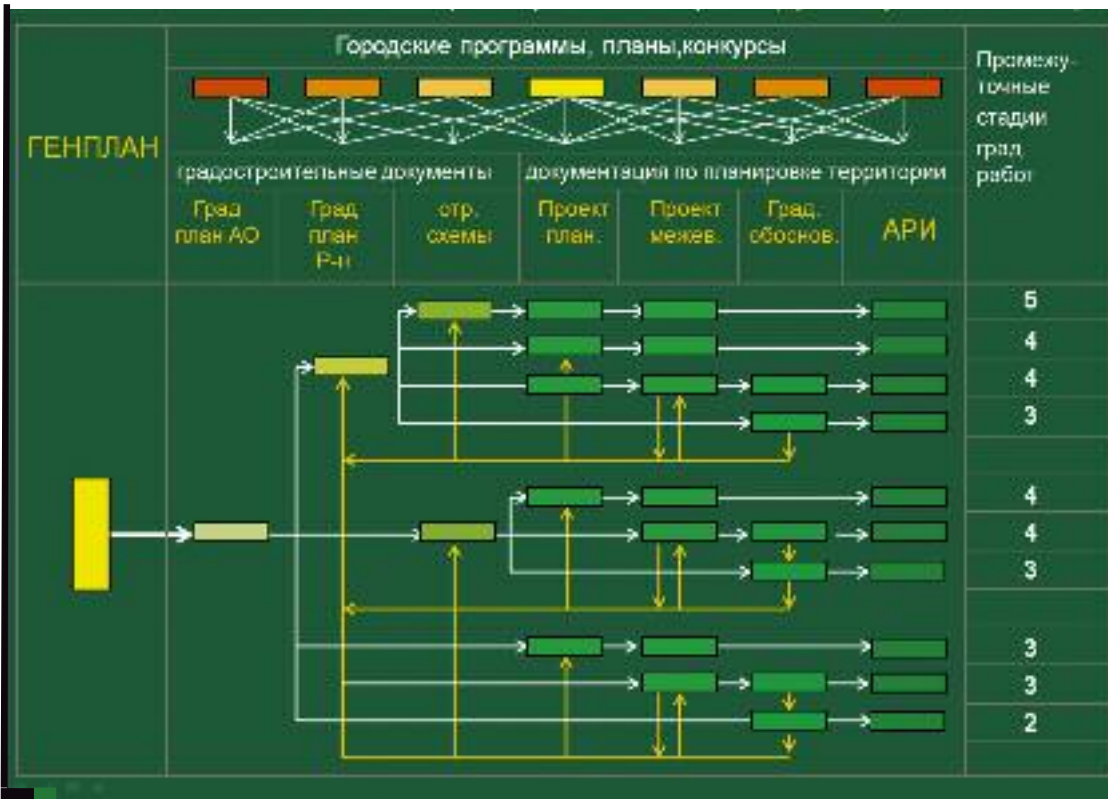 Городские программы, планы,конкурсы
Промежу-
точные
стадии
град
работ
ГЕНПЛАН
градостроительные документы
документация по планировке территории
Град
план АО
Град
план
Р-н
отр.
схемы
Проект
план.
Проект
межев.
Град.
обоснов.
АРИ
5
4
4
3
4
4
3
3
3
2